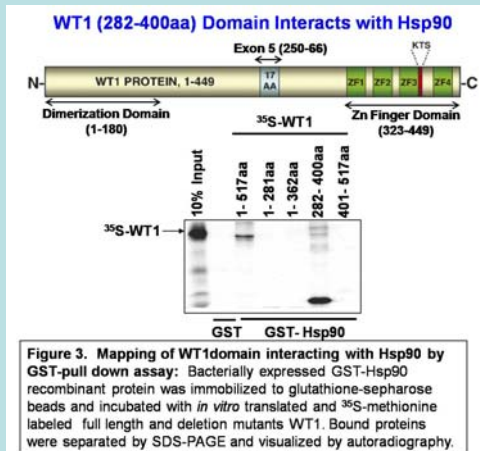 WT1 (282-400aa) Domain Interacts with Hsp90
Exon 5 (250-66)
KTS
N-
WT1 PROTEIN, 1-449
17
AA
ZF1
ZF2
ZF3
ZF4
-C
Dimerization Domain
(1-180)
Zn Finger Domain
(323-449)
35S-WT1
10% Input
1- 517aa
1- 281aa
1- 362aa
282- 400aa
401- 517aa
35S-WT1
GST
GST- Hsp90
Figure 3. Mapping of WT1domain interacting with Hsp90 by
GST-pull down assay: Bacterially expressed GST-Hsp90
recombinant protein was immobilized to glutathione-sepharose
beads and incubated with in vitro translated and 35S-methionine
labeled full length and deletion mutants WT1. Bound proteins
were separated by SDS-PAGE and visualized by autoradiography.